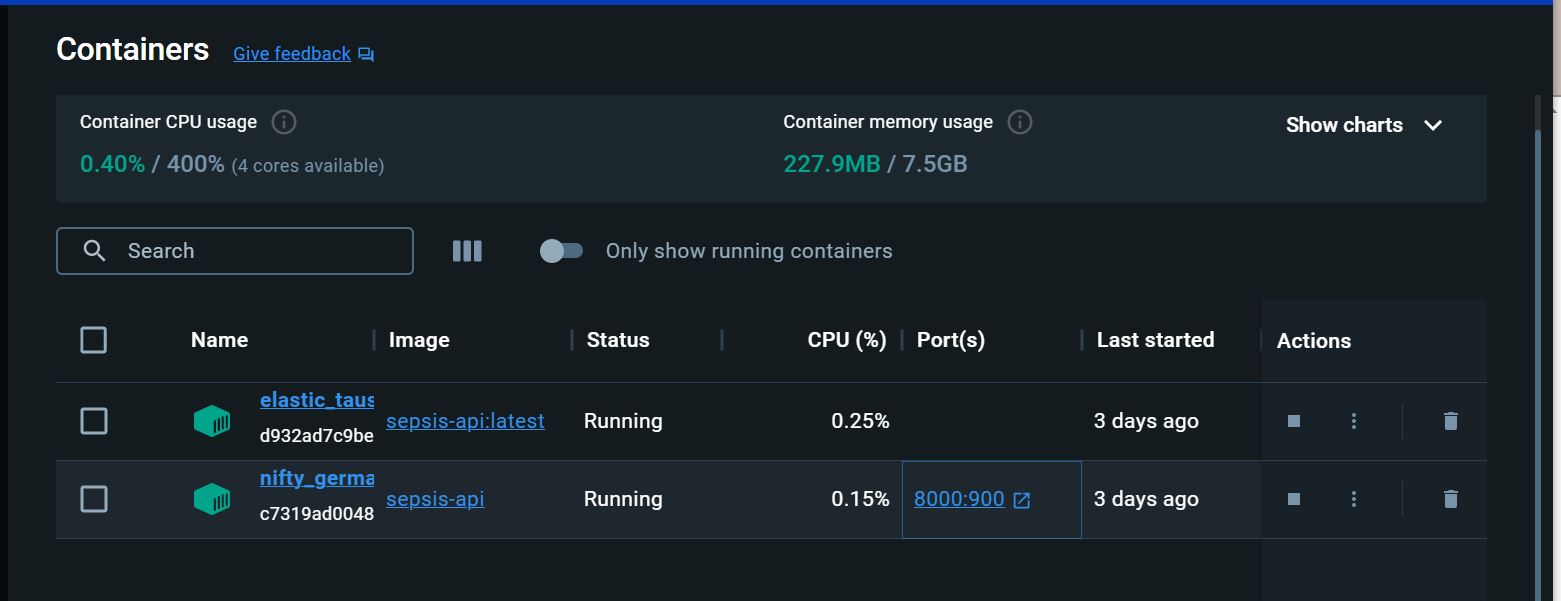 Containers Give feedback
Container CPU usage
Container memory usage
Show charts
0.40% / 400% (4 cores available)
227.9MB / 7.5GB
Search
Only show running containers
Name Image Status CPU (%) Port(s) Last started Actions
elastic_taus
d932ad7c9be
sepsis-api:latest Running 0.25% 3 days ago
nifty_germa
c7319ad0048
sepsis-api Running 0.15% 8000:900 3 days ago